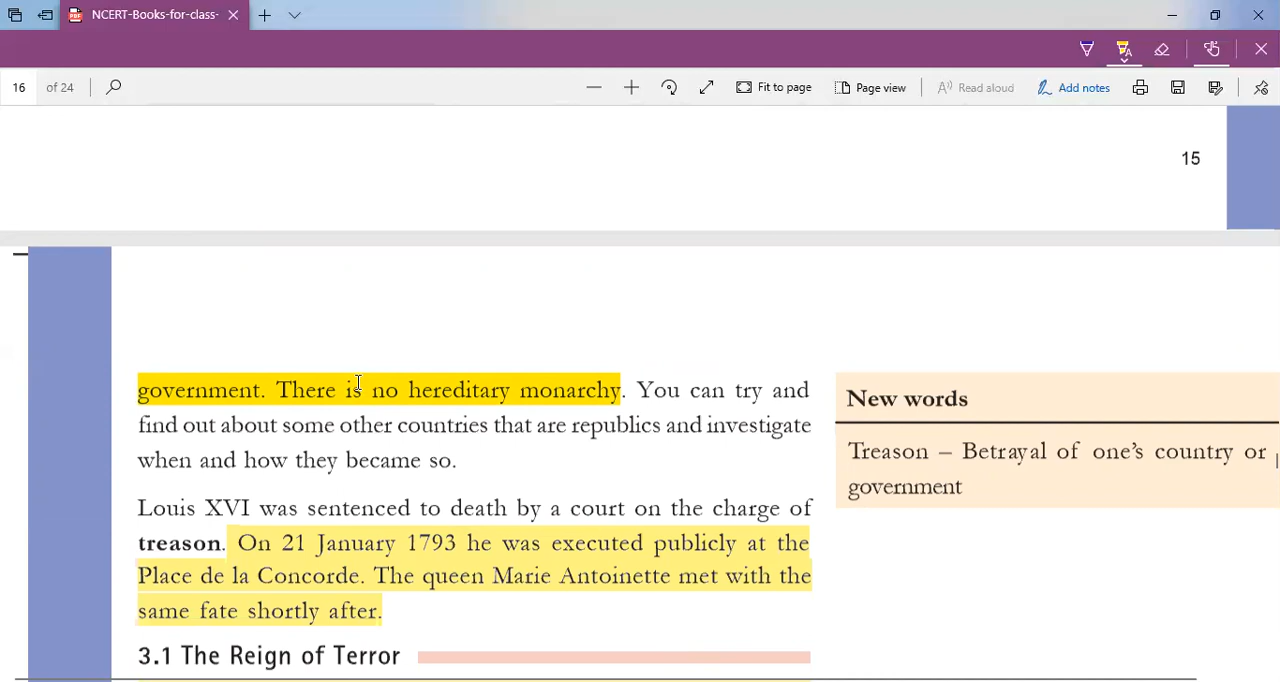 NCERT-Books-for-class-
16 of 24
Fit to page
Page view
Read aloud
Add notes
15
government. There is no hereditary monarchy. You can try and
find out about some other countries that are republics and investigate
when and how they became so.
Louis XVI was sentenced to death by a court on the charge of
treason. On 21 January 1793 he was executed publicly at the
Place de la Concorde. The queen Marie Antoinette met with the
same fate shortly after.
3.1 The Reign of Terror
New words
Treason – Betrayal of one's country or
government